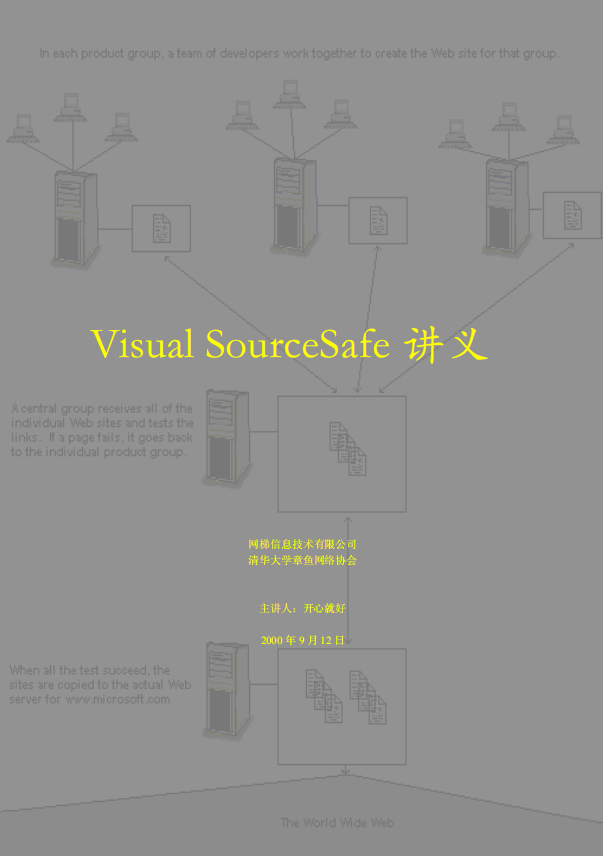 In each product group, a team of developers work together to create the Web site for that group.
Visual SourceSafe 讲义
A central group receives all of the
individual Web sites and tests the
links. If a page fails, it goes back
to the individual product group.
网梯信息技术有限公司
清华大学章鱼网络协会
主讲人：开心就好
2000 年 9 月 12 日
When all the test succeed, the
sites are copied to the actual Web
server for www.microsoft.com
The World Wide Web